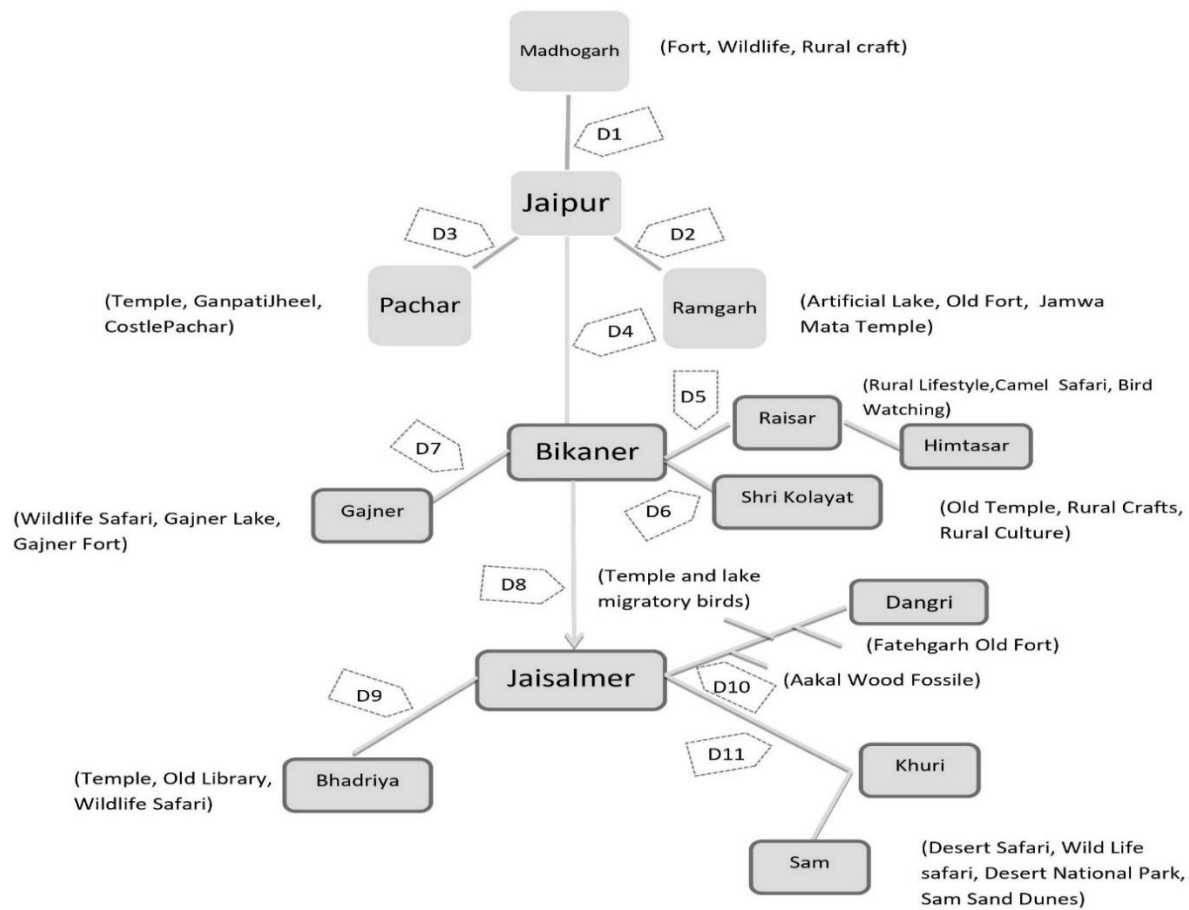 Madhogarh
(Fort, Wildlife, Rural craft)
D1
Jaipur
D3
D2
Pachar
(Temple, GanpatiJheel,
CostlePachar)
Ramgarh
(Artificial Lake, Old Fort, Jamwa
Mata Temple)
D4
D5
Raisar
(Rural Lifestyle,Camel Safari, Bird
Watching)
Himtasar
Bikaner
D7
Gajner
(Wildlife Safari, Gajner Lake,
Gajner Fort)
D6
Shri Kolayat
(Old Temple, Rural Crafts,
Rural Culture)
D8
(Temple and lake
migratory birds)
Dangri
(Fatehgarh Old Fort)
(Aakal Wood Fossile)
Jaisalmer
D9
D10
D11
Bhadriya
(Temple, Old Library,
Wildlife Safari)
Khuri
Sam
(Desert Safari, Wild Life
safari, Desert National Park,
Sam Sand Dunes)